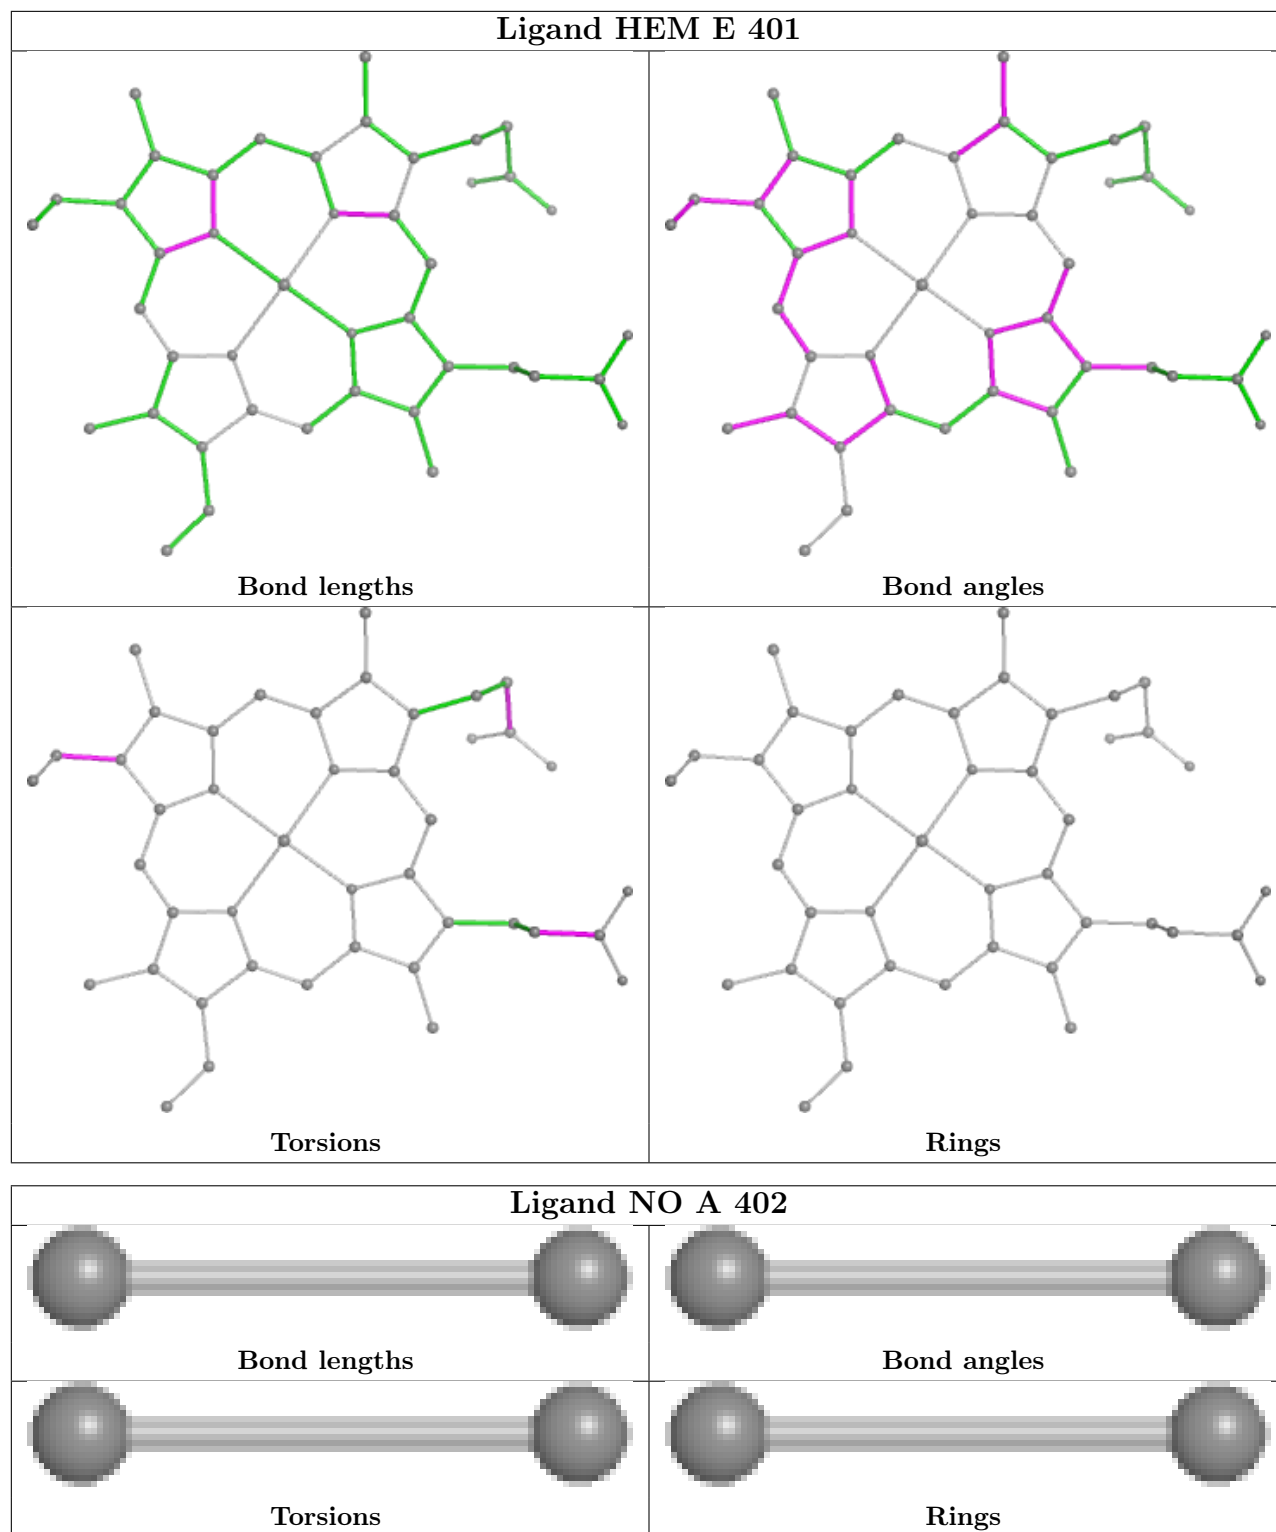 Ligand HEM E 401
Bond lengths
Bond angles
Torsions
Rings
Ligand NO A 402
Bond lengths
Bond angles
Torsions
Rings